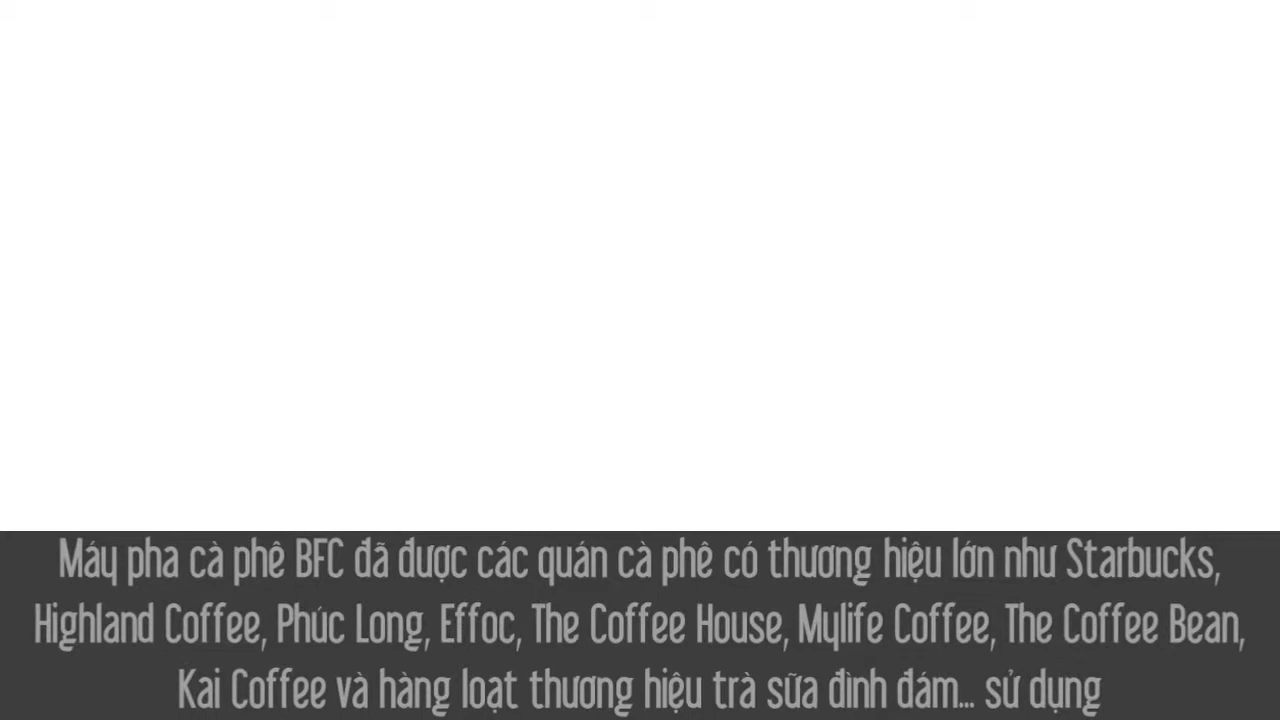 Máy pha cà phê BFC đã được các quán cà phê có thương hiệu lớn như Starbucks,
Highland Coffee, Phúc Long, Effoc, The Coffee House, Mylife Coffee, The Coffee Bean,
Kai Coffee và hàng loạt thương hiệu trà sữa đình đám... sử dụng